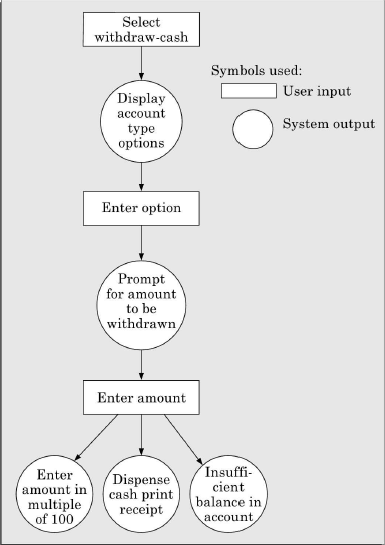 Select
withdraw-cash
Symbols used:
User input
System output
Display
account
type
options
Enter option
Prompt
for amount
to be
withdrawn
Enter amount
Enter
amount in
multiple
of 100
Dispense
cash print
receipt
Insuffi-
cient
balance in
account